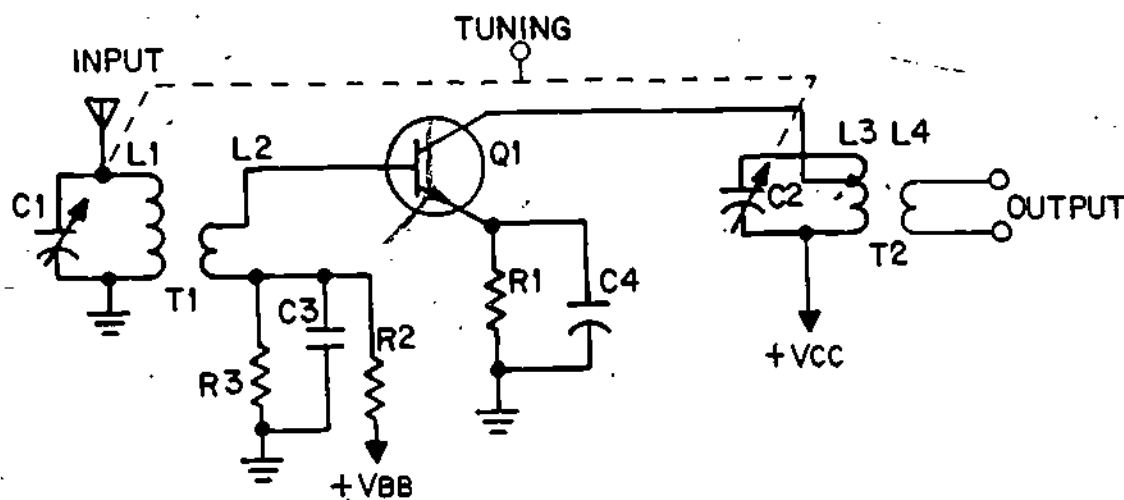 TUNING
INPUT
L1
L2
Q1
L3 L4
C1
C2
OUTPUT
T1
C3
R2
R1
C4
T2
R3
+VCC
+VBB